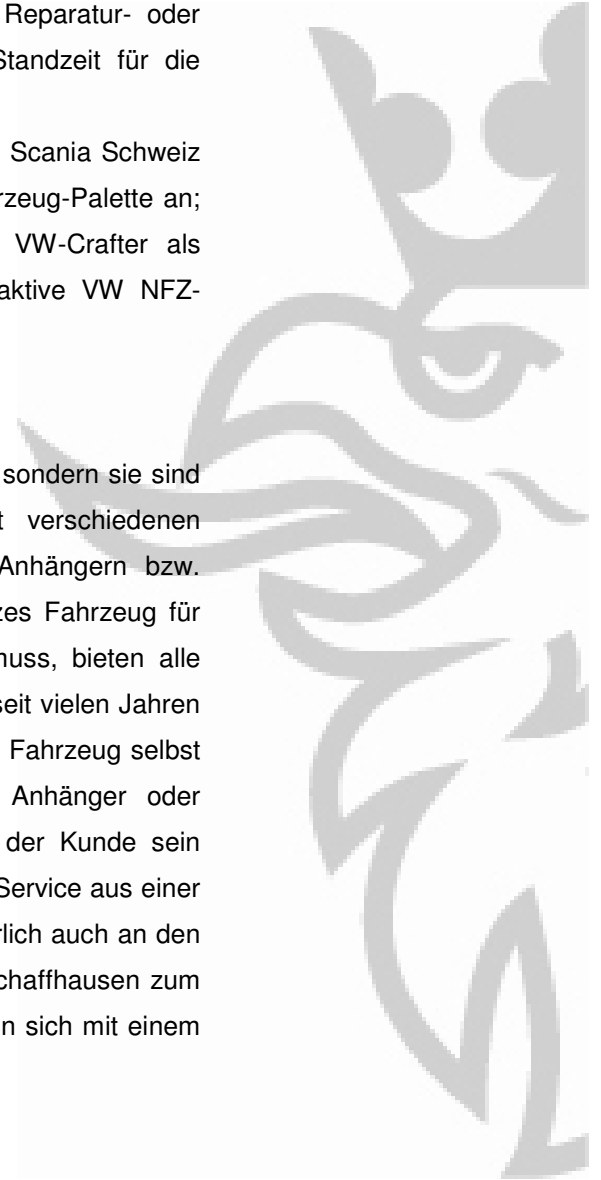 Reparatur- oder
Standzeit für die
Scania Schweiz
rzeug-Palette an;
VW-Crafter als
aktive VW NFZ-
sondern sie sind
t verschiedenen
Anhängern bzw.
zes Fahrzeug für
nuss, bieten alle
seit vielen Jahren
Fahrzeug selbst
Anhänger oder
der Kunde sein
Service aus einer
rlich auch an den
chaffhausen zum
n sich mit einem